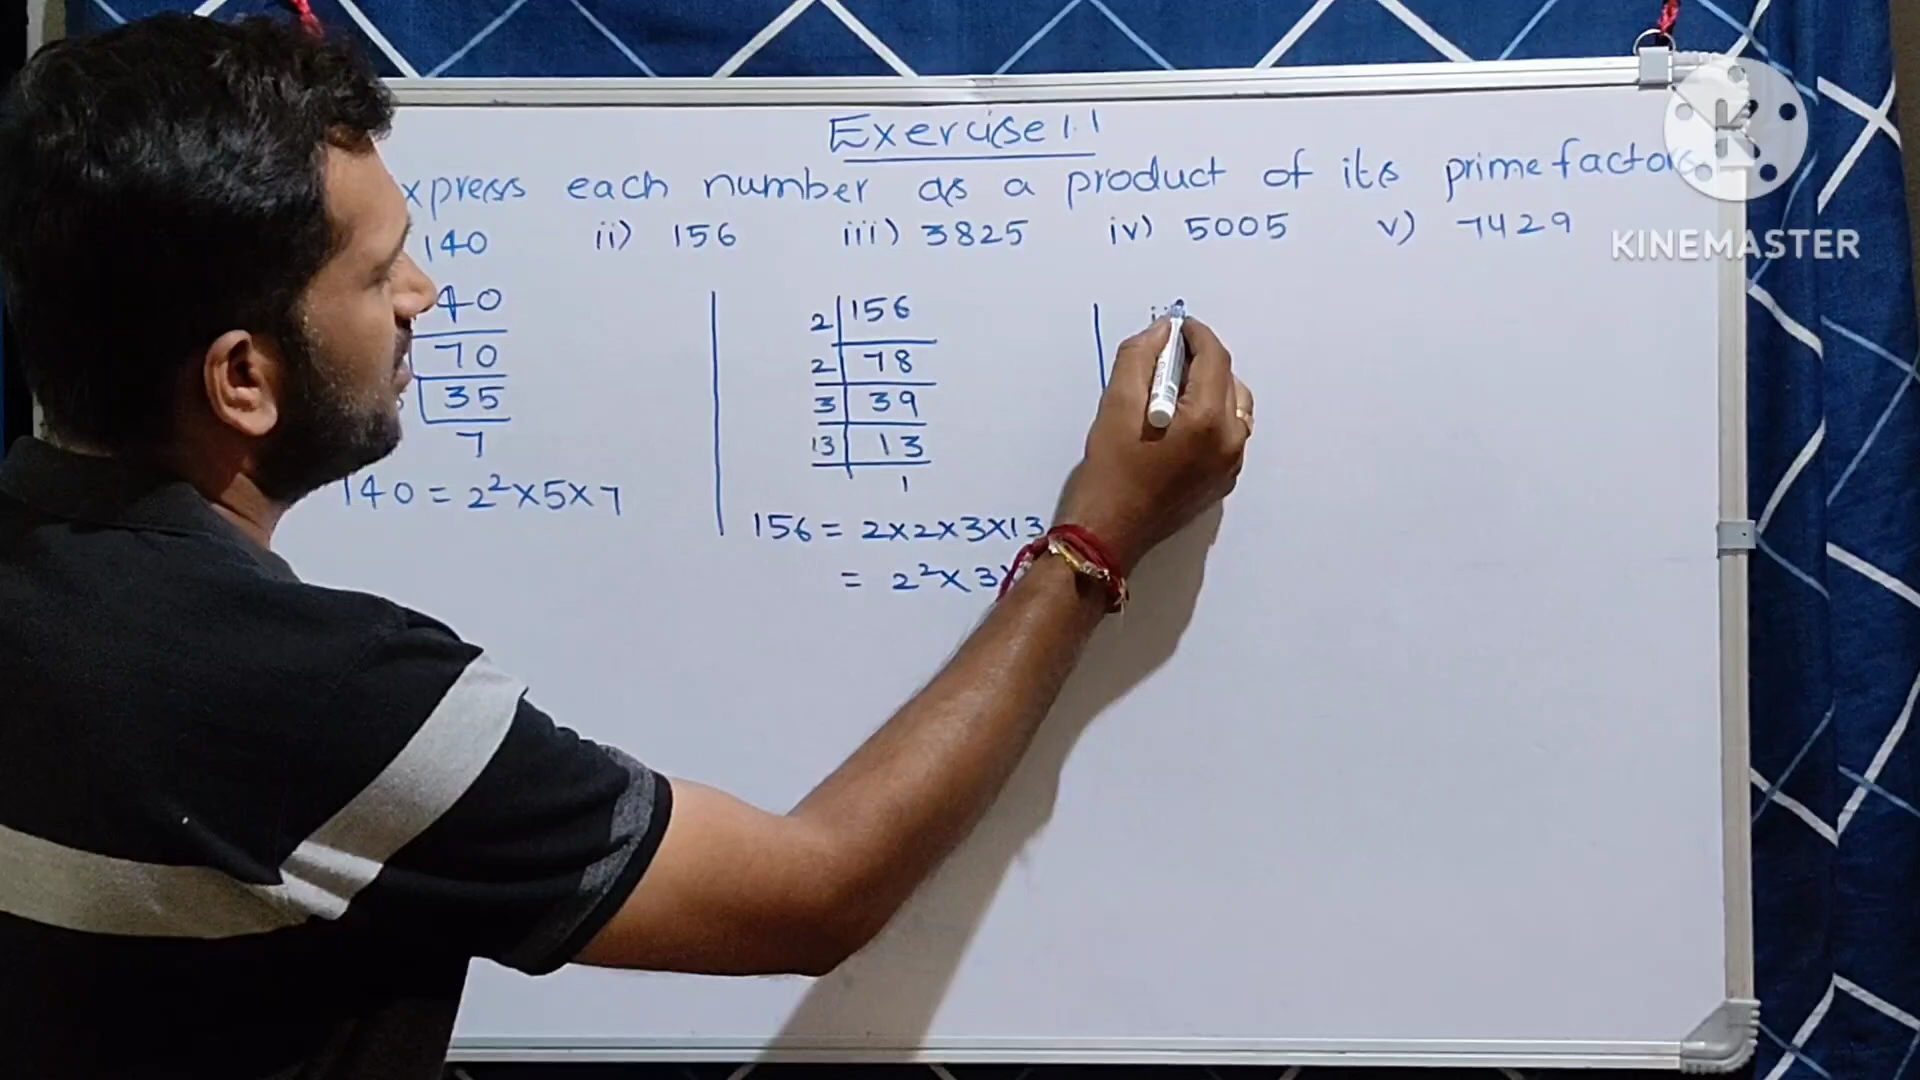 Exercise 1.1
xpress each number as a product of its prime factors
140 ii) 156 iii) 3825 iv) 5005 v) 7429
KINEMASTER
40
70
35
7
140 = 2²×5×7
2 156
2 78
3 39
13 13
1
156 = 2×2×3×13
= 2²×3×